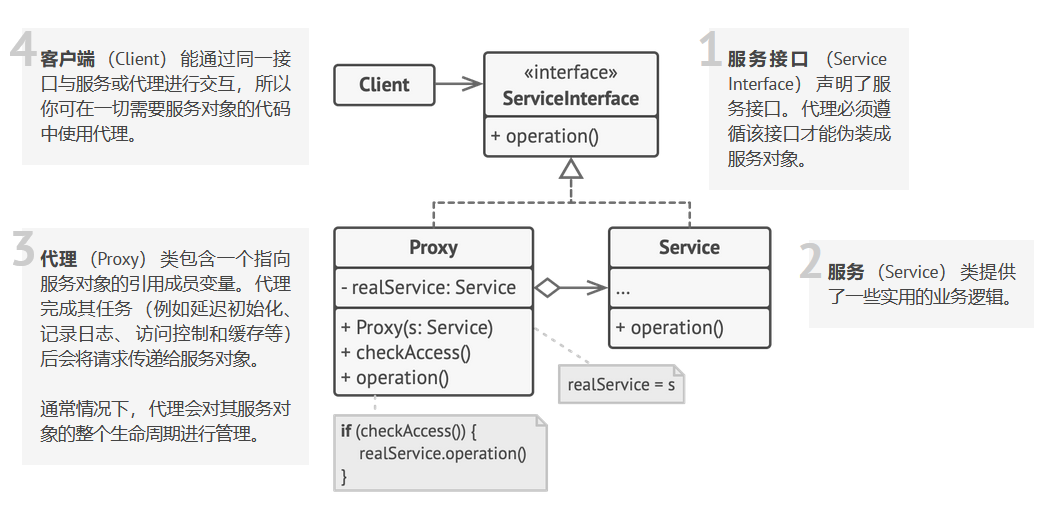 4
客户端 （Client） 能通过同一接
口与服务或代理进行交互，所以
你可在一切需要服务对象的代码
中使用代理。
Client
«interface»
ServiceInterface
+ operation()
1
服务接口 （Service
Interface） 声明了服
务接口。 代理必须遵
循该接口才能伪装成
服务对象。
3
代理 （Proxy） 类包含一个指向
服务对象的引用成员变量。 代理
完成其任务 （例如延迟初始化、
记录日志、 访问控制和缓存等）
后会将请求传递给服务对象。
通常情况下，代理会对其服务对
象的整个生命周期进行管理。
Proxy
- realService: Service
+ Proxy(s: Service)
+ checkAccess()
+ operation()
Service
...
+ operation()
2
服务 （Service） 类提供
了一些实用的业务逻辑。
realService = s
if (checkAccess()) {
realService.operation()
}